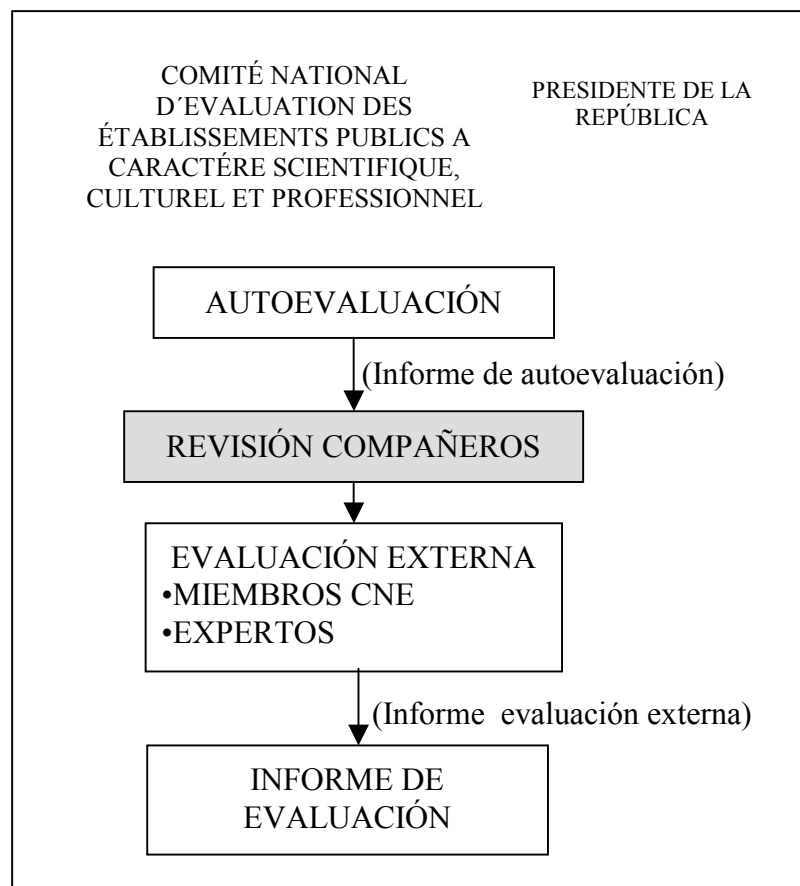 COMITÉ NATIONAL
D´EVALUATION DES
ÉTABLISSEMENTS PUBLICS A
CARACTÉRE SCIENTIFIQUE,
CULTUREL ET PROFESSIONNEL
PRESIDENTE DE LA
REPÚBLICA
AUTOEVALUACIÓN
(Informe de autoevaluación)
REVISIÓN COMPAÑEROS
EVALUACIÓN EXTERNA
•MIEMBROS CNE
•EXPERTOS
(Informe evaluación externa)
INFORME DE
EVALUACIÓN